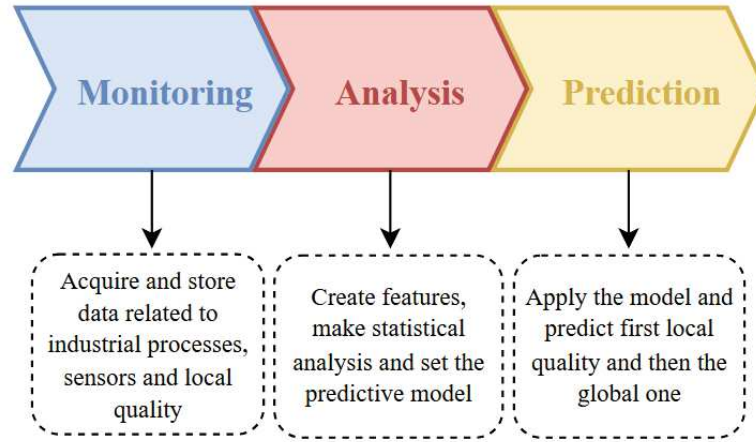 Monitoring
Analysis
Prediction
Acquire and store
data related to
industrial processes,
sensors and local
quality
Create features,
make statistical
analysis and set the
predictive model
Apply the model and
predict first local
quality and then the
global one